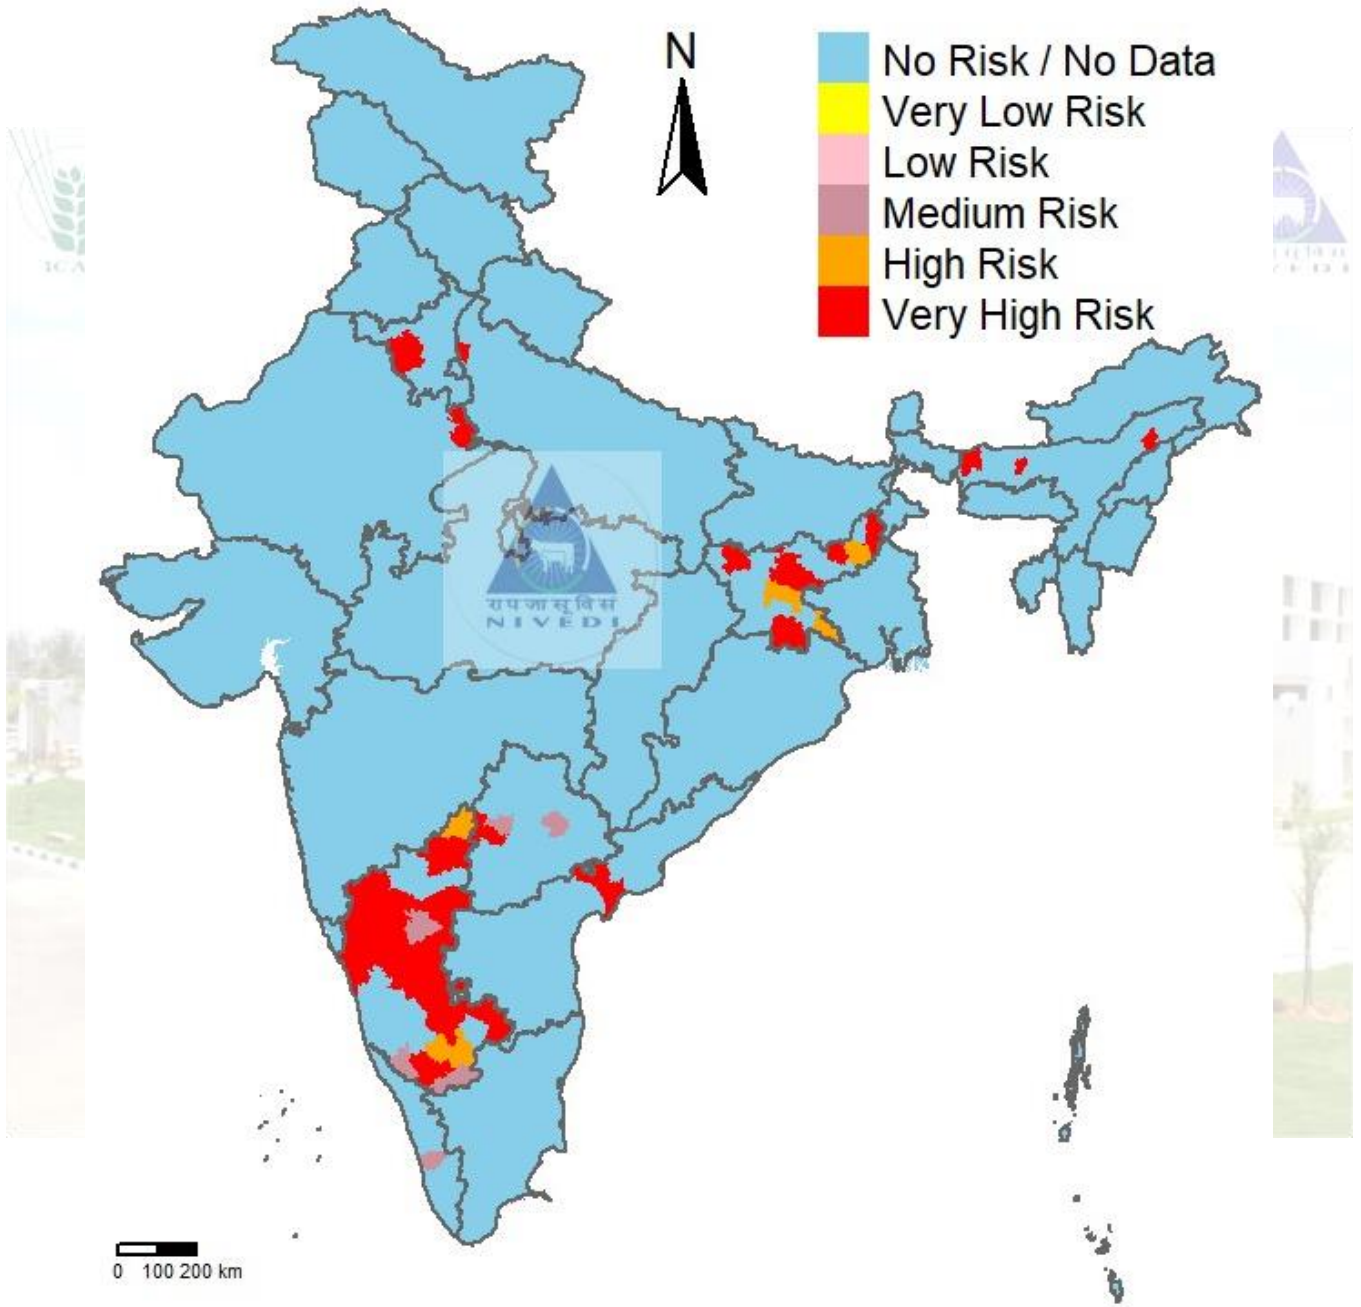 N
No Risk / No Data
Very Low Risk
Low Risk
Medium Risk
High Risk
Very High Risk
NIVEDI
0 100 200 km